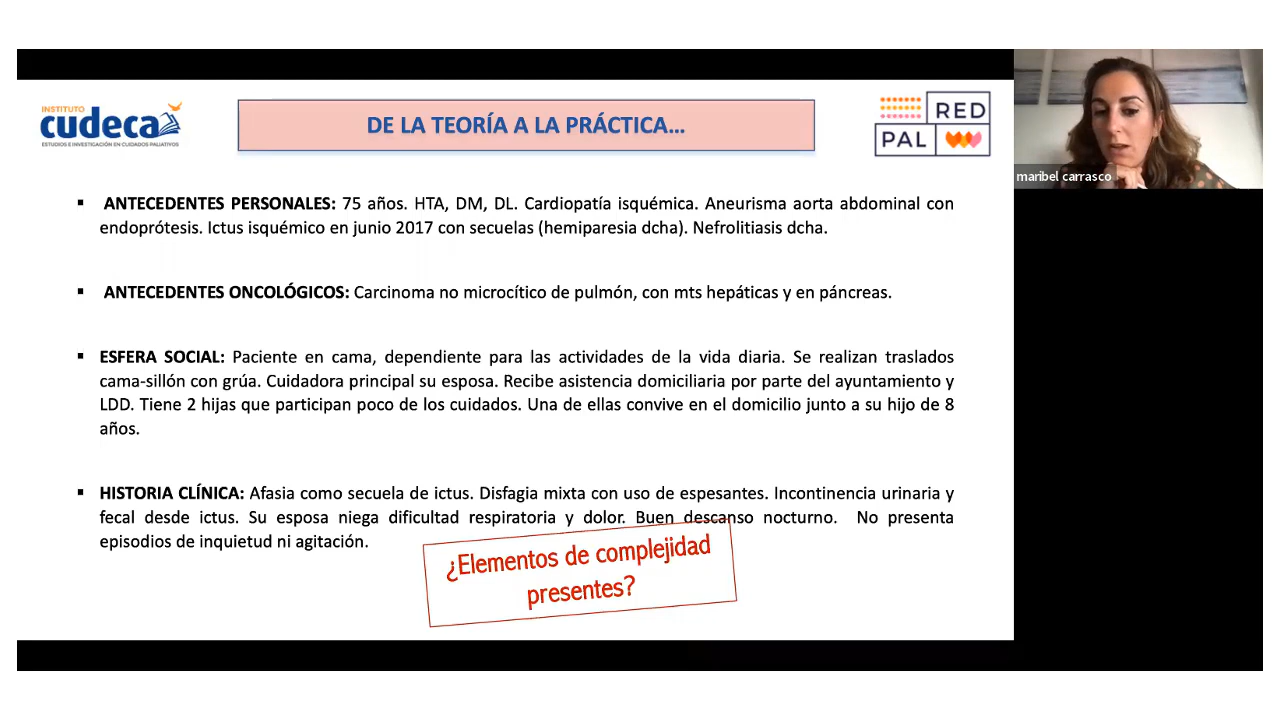 INSTITUTO
cudeca
ESTUDIOS E INVESTIGACIÓN EN CUIDADOS PALIATIVOS
DE LA TEORÍA A LA PRÁCTICA...
RED
PAL
maribel carrasco
▪ ANTECEDENTES PERSONALES: 75 años. HTA, DM, DL. Cardiopatía isquémica. Aneurisma aorta abdominal con
endoprótesis. Ictus isquémico en junio 2017 con secuelas (hemiparesia dcha). Nefrolitiasis dcha.
▪ ANTECEDENTES ONCOLÓGICOS: Carcinoma no microcítico de pulmón, con mts hepáticas y en páncreas.
▪ ESFERA SOCIAL: Paciente en cama, dependiente para las actividades de la vida diaria. Se realizan traslados
cama-sillón con grúa. Cuidadora principal su esposa. Recibe asistencia domiciliaria por parte del ayuntamiento y
LDD. Tiene 2 hijas que participan poco de los cuidados. Una de ellas convive en el domicilio junto a su hijo de 8
años.
▪ HISTORIA CLÍNICA: Afasia como secuela de ictus. Disfagia mixta con uso de espesantes. Incontinencia urinaria y
fecal desde ictus. Su esposa niega dificultad respiratoria y dolor. Buen descanso nocturno. No presenta
episodios de inquietud ni agitación.
¿Elementos de complejidad
presentes?